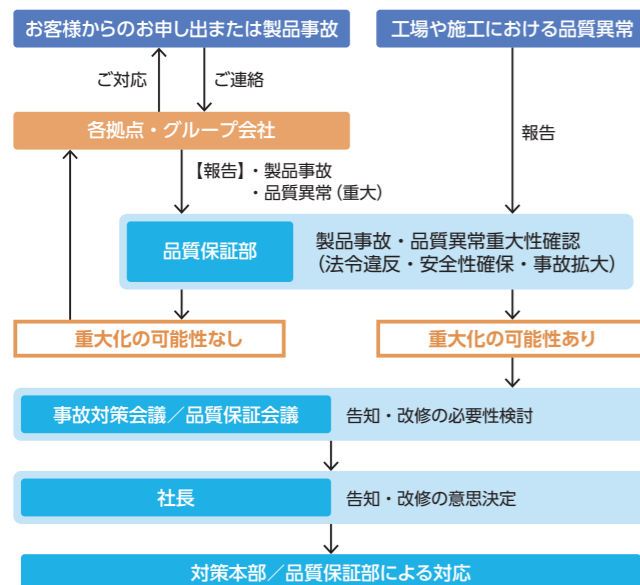 お客様からのお申し出または製品事故
工場や施工における品質異常
ご対応
ご連絡
各拠点・グループ会社
報告
【報告】・製品事故
・品質異常(重大)
品質保証部
製品事故・品質異常重大性確認
(法令違反・安全性確保・事故拡大)
重大化の可能性なし
重大化の可能性あり
事故対策会議/品質保証会議
告知・改修の必要性検討
社長
告知・改修の意思決定
対策本部/品質保証部による対応